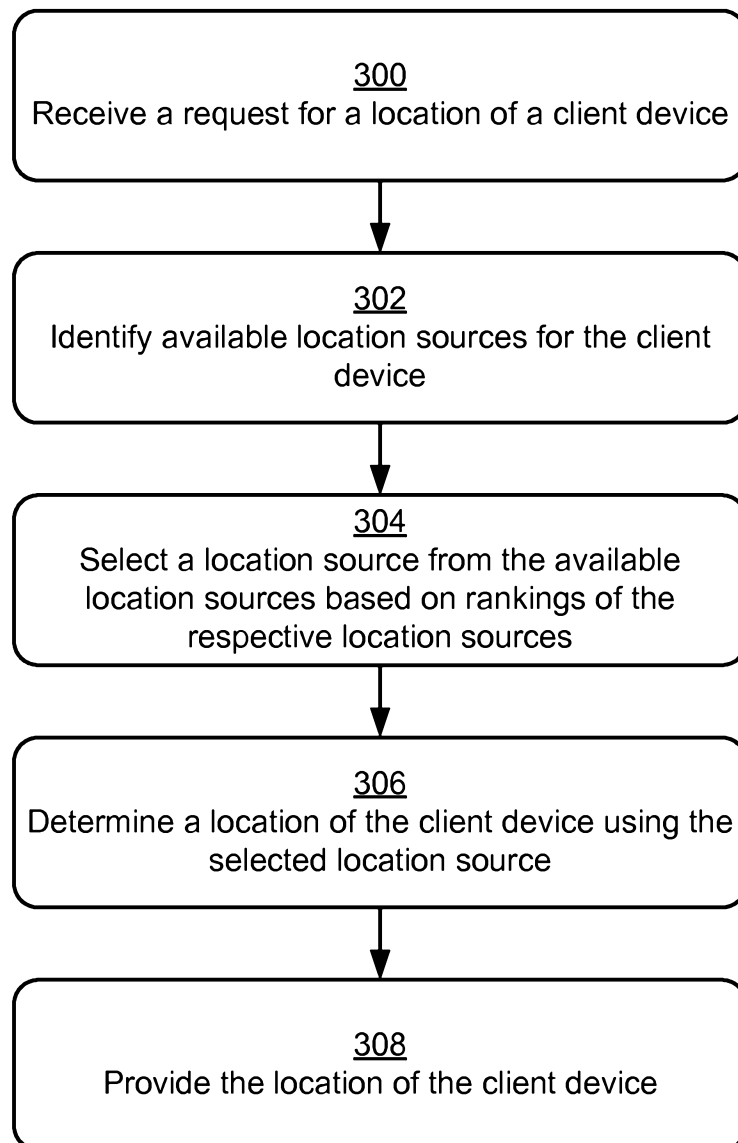 300
Receive a request for a location of a client device
302
Identify available location sources for the client
device
304
Select a location source from the available
location sources based on rankings of the
respective location sources
306
Determine a location of the client device using the
selected location source
308
Provide the location of the client device